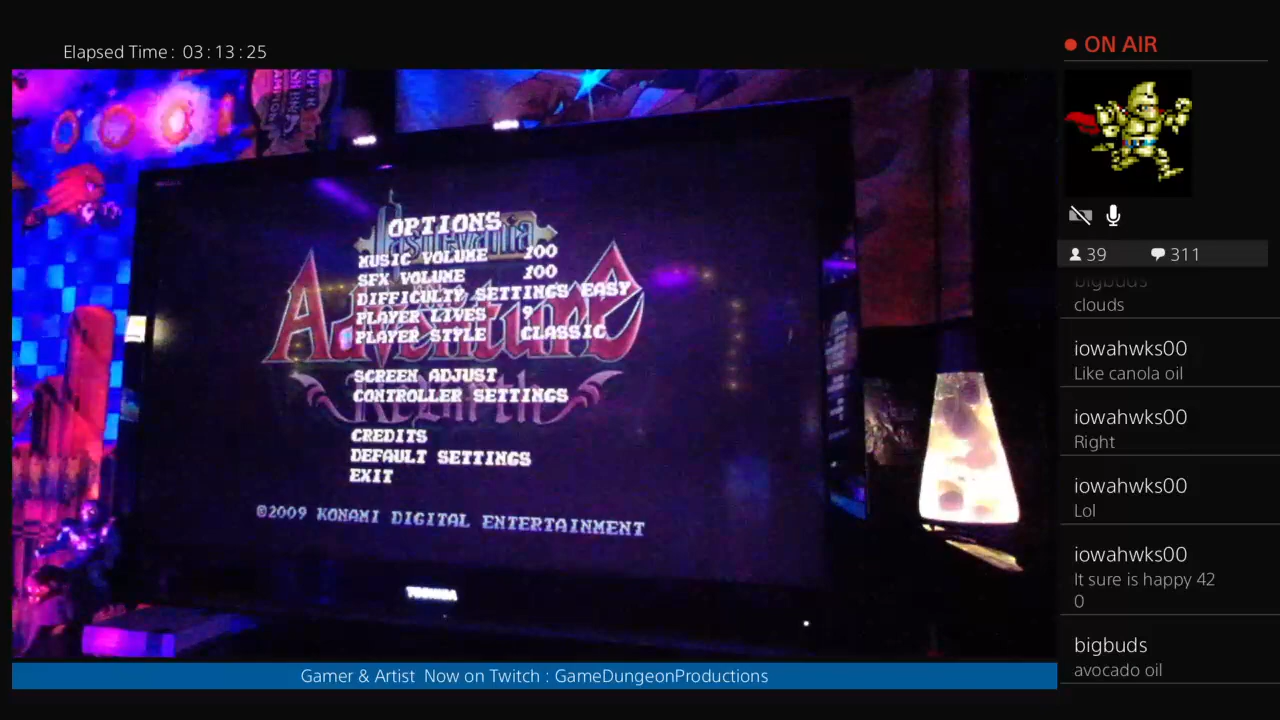 Elapsed Time: 03:13:25
ON AIR
OPTIONS
Castlevania
Adventure
Rebirth
MUSIC VOLUME 100
SFX VOLUME 100
DIFFICULTY SETTINGS EASY
PLAYER LIVES 9
PLAYER STYLE CLASSIC
SCREEN ADJUST
CONTROLLER SETTINGS
CREDITS
DEFAULT SETTINGS
EXIT
©2009 KONAMI DIGITAL ENTERTAINMENT
TOSHIBA
Gamer & Artist Now on Twitch : GameDungeonProductions
39 311
bigbuds
clouds
iowahwks00
Like canola oil
iowahwks00
Right
iowahwks00
Lol
iowahwks00
It sure is happy 42
0
bigbuds
avocado oil